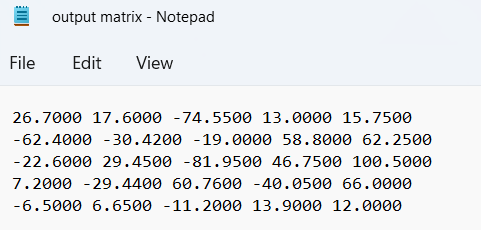 output matrix - Notepad
File Edit View
26.7000 17.6000 -74.5500 13.0000 15.7500
-62.4000 -30.4200 -19.0000 58.8000 62.2500
-22.6000 29.4500 -81.9500 46.7500 100.5000
7.2000 -29.4400 60.7600 -40.0500 66.0000
-6.5000 6.6500 -11.2000 13.9000 12.0000